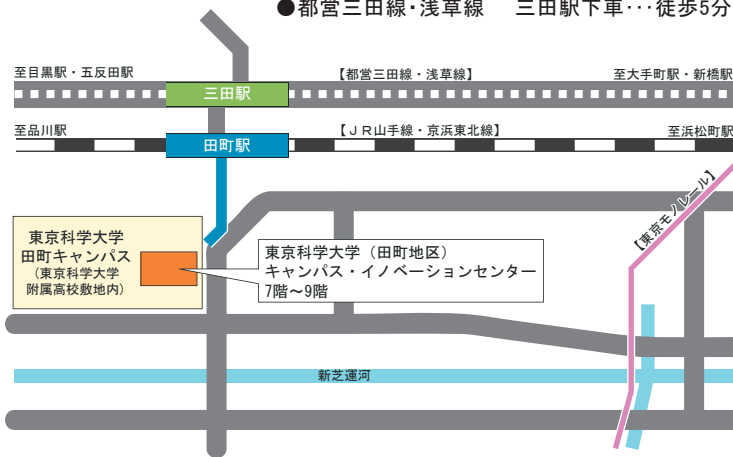 ●都営三田線・浅草線　三田駅下車…徒歩5分
至目黒駅・五反田駅
【都営三田線・浅草線】
至大手町駅・新橋駅
三田駅
至品川駅
【ＪＲ山手線・京浜東北線】
至浜松町駅
田町駅
【東京モノレール】
東京科学大学
田町キャンパス
（東京科学大学
附属高校敷地内）
東京科学大学（田町地区）
キャンパス・イノベーションセンター
7階～9階
新芝運河